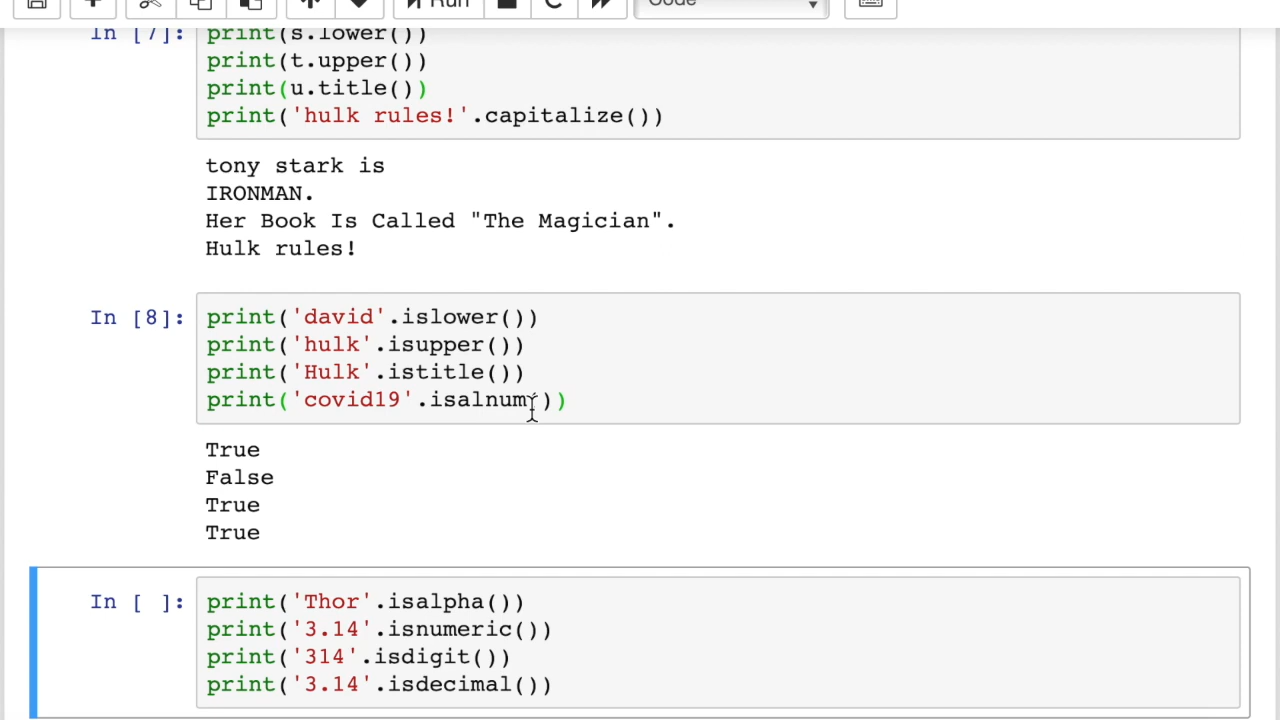 Run Code
In [7]: print(s.lower())
print(t.upper())
print(u.title())
print('hulk rules!'.capitalize())
tony stark is
IRONMAN.
Her Book Is Called "The Magician".
Hulk rules!
In [8]: print('david'.islower())
print('hulk'.isupper())
print('Hulk'.istitle())
print('covid19'.isalnum())
True
False
True
True
In [ ]: print('Thor'.isalpha())
print('3.14'.isnumeric())
print('314'.isdigit())
print('3.14'.isdecimal())